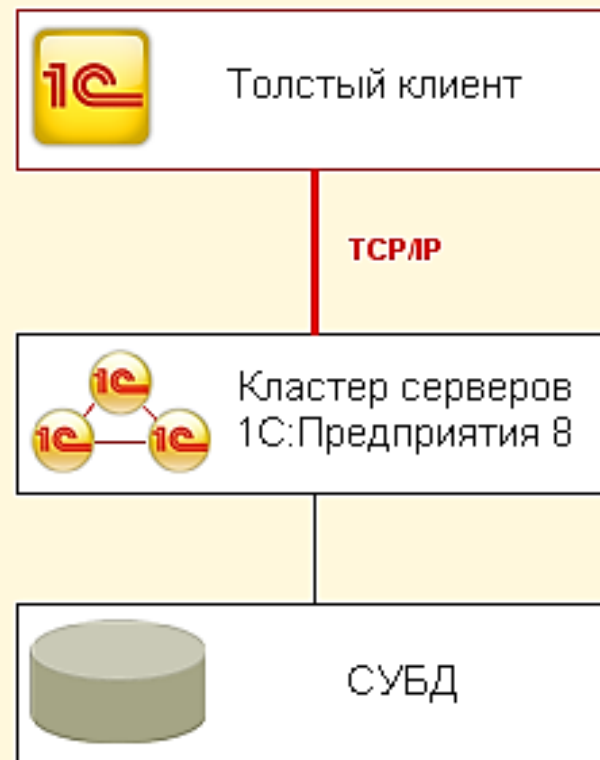 1С
Толстый клиент
TCP/IP
1С
1С
1С
Кластер серверов
1С:Предприятия 8
СУБД